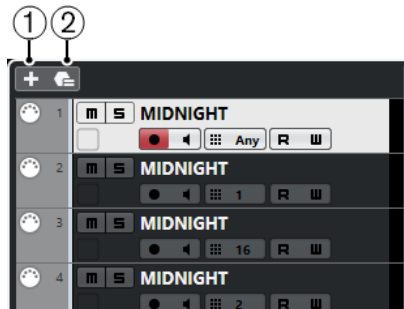 1 2
1 m S MIDNIGHT
Any R W
2 m S MIDNIGHT
1 R W
3 m S MIDNIGHT
16 R W
4 m S MIDNIGHT
2 R W